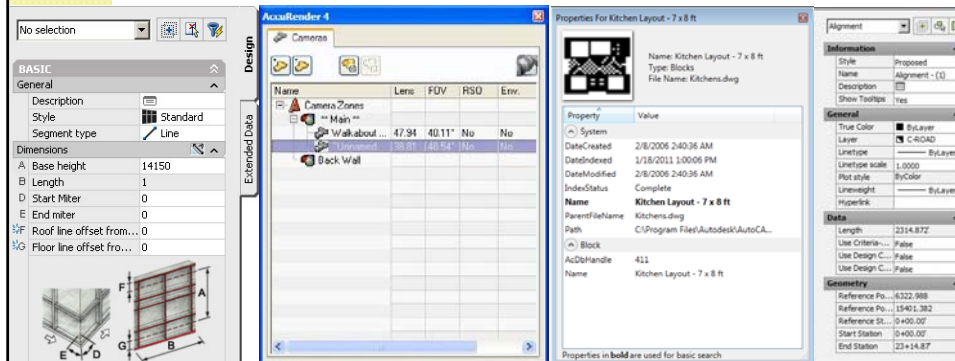 No selection
BASIC
General
Description
Style Standard
Segment type Line
Dimensions
A Base height 14150
B Length 1
D Start Miter 0
E End miter 0
F Roof line offset from... 0
G Floor line offset fro... 0
F
A
G
B
E D
Design
Extended Data
AccuRender 4
Cameras
Name Lens FOV RSO Env.
Camera Zones
** Main **
Walkabout ... 47.94 40.11° No No
*Unnamed 38.81 48.54° No No
Back Wall
Properties For Kitchen Layout - 7 x 8 ft
Name: Kitchen Layout - 7 x 8 ft
Type: Blocks
File Name: Kitchens.dwg
Property Value
System
DateCreated 2/8/2006 2:40:36 AM
DateIndexed 1/18/2011 1:00:06 PM
DateModified 2/8/2006 2:40:36 AM
IndexStatus Complete
Name Kitchen Layout - 7 x 8 ft
ParentFileName Kitchens.dwg
Path C:\Program Files\Autodesk\AutoCA...
Block
AcDbHandle 411
Name Kitchen Layout - 7 x 8 ft
Properties in bold are used for basic search
Alignment
Information
Style Proposed
Name Alignment - (1)
Description
Show Tooltips Yes
General
True Color ByLayer
Layer C-ROAD
Linetype ByLayer
Linetype scale 1.0000
Plot style ByColor
Lineweight ByLayer
Hyperlink
Data
Length 2314.872'
Use Criteria-... False
Use Design C... False
Use Design C... False
Geometry
Reference Po... 6322.988
Reference Po... 15401.382
Reference St... 0+00.00'
Start Station 0+00.00'
End Station 23+14.87'